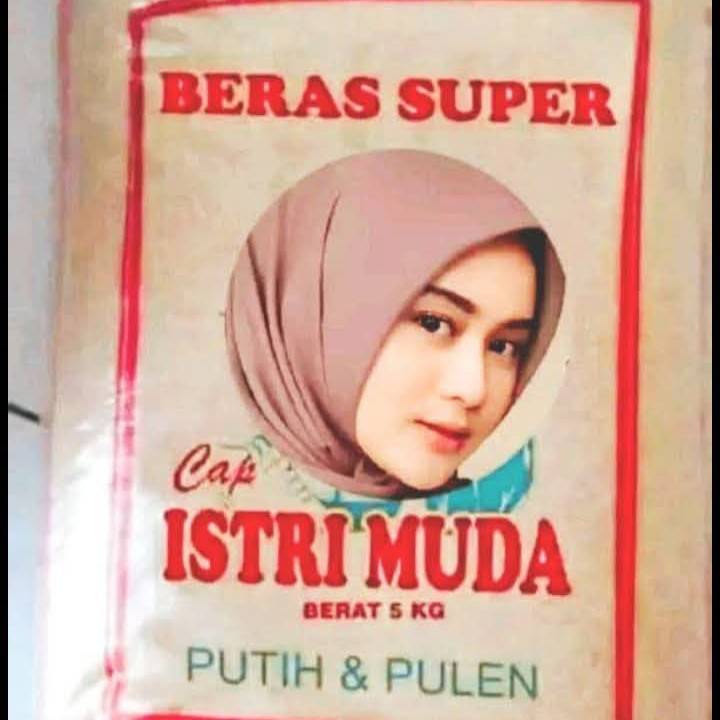 BERAS SUPER
Cap
ISTRI MUDA
BERAT 5 KG
PUTIH & PULEN